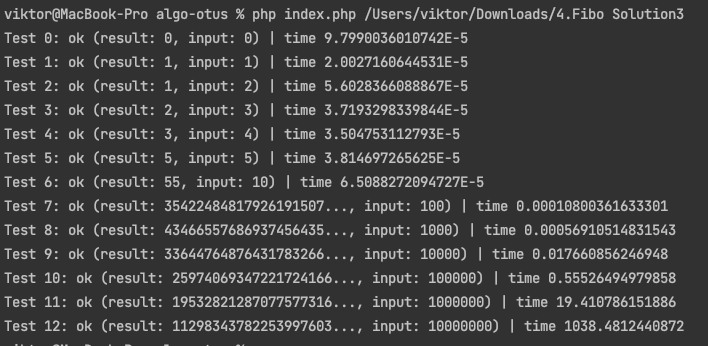 viktor@MacBook-Pro algo-otus % php index.php /Users/viktor/Downloads/4.Fibo Solution3
Test 0: ok (result: 0, input: 0) | time 9.7990036010742E-5
Test 1: ok (result: 1, input: 1) | time 2.0027160644531E-5
Test 2: ok (result: 1, input: 2) | time 5.6028366088867E-5
Test 3: ok (result: 2, input: 3) | time 3.7193298339844E-5
Test 4: ok (result: 3, input: 4) | time 3.504753112793E-5
Test 5: ok (result: 5, input: 5) | time 3.814697265625E-5
Test 6: ok (result: 55, input: 10) | time 6.5088272094727E-5
Test 7: ok (result: 35422484817926191507..., input: 100) | time 0.00010800361633301
Test 8: ok (result: 43466557686937456435..., input: 1000) | time 0.00056910514831543
Test 9: ok (result: 33644764876431783266..., input: 10000) | time 0.017660856246948
Test 10: ok (result: 25974069347221724166..., input: 100000) | time 0.55526494979858
Test 11: ok (result: 19532821287077577316..., input: 1000000) | time 19.410786151886
Test 12: ok (result: 11298343782253997603..., input: 10000000) | time 1038.4812440872